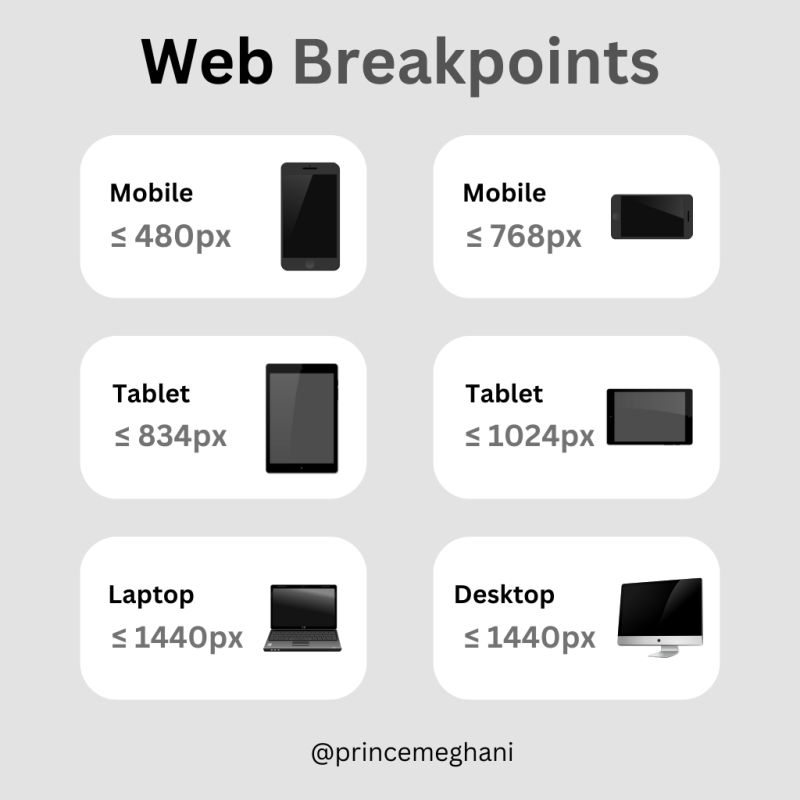 Web Breakpoints
Mobile
≤ 480px
Mobile
≤ 768px
Tablet
≤ 834px
Tablet
≤ 1024px
Laptop
≤ 1440px
Desktop
≤ 1440px
@princemeghani